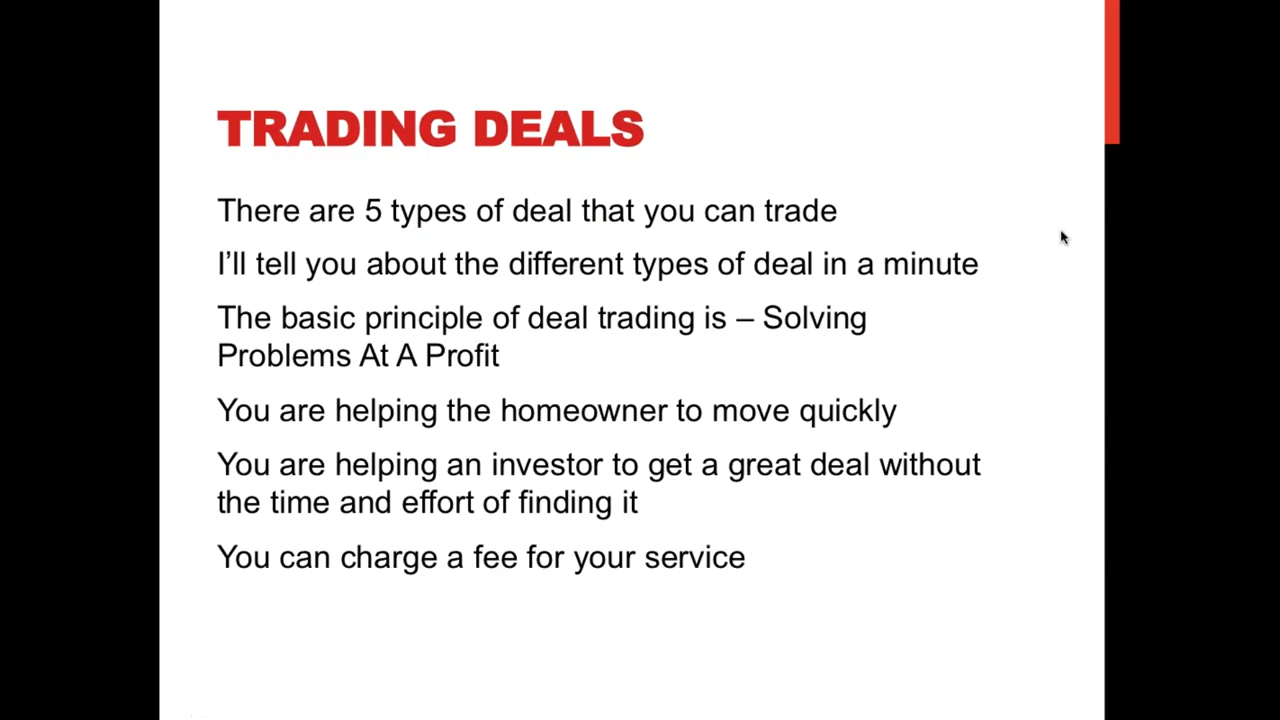 TRADING DEALS
There are 5 types of deal that you can trade
I’ll tell you about the different types of deal in a minute
The basic principle of deal trading is – Solving
Problems At A Profit
You are helping the homeowner to move quickly
You are helping an investor to get a great deal without
the time and effort of finding it
You can charge a fee for your service